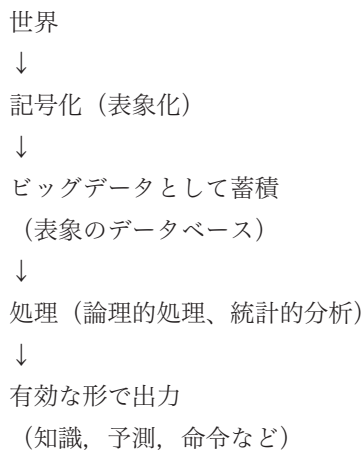 世界
↓
記号化（表象化）
↓
ビッグデータとして蓄積
（表象のデータベース）
↓
処理（論理的処理、統計的分析）
↓
有効な形で出力
（知識，予測，命令など）